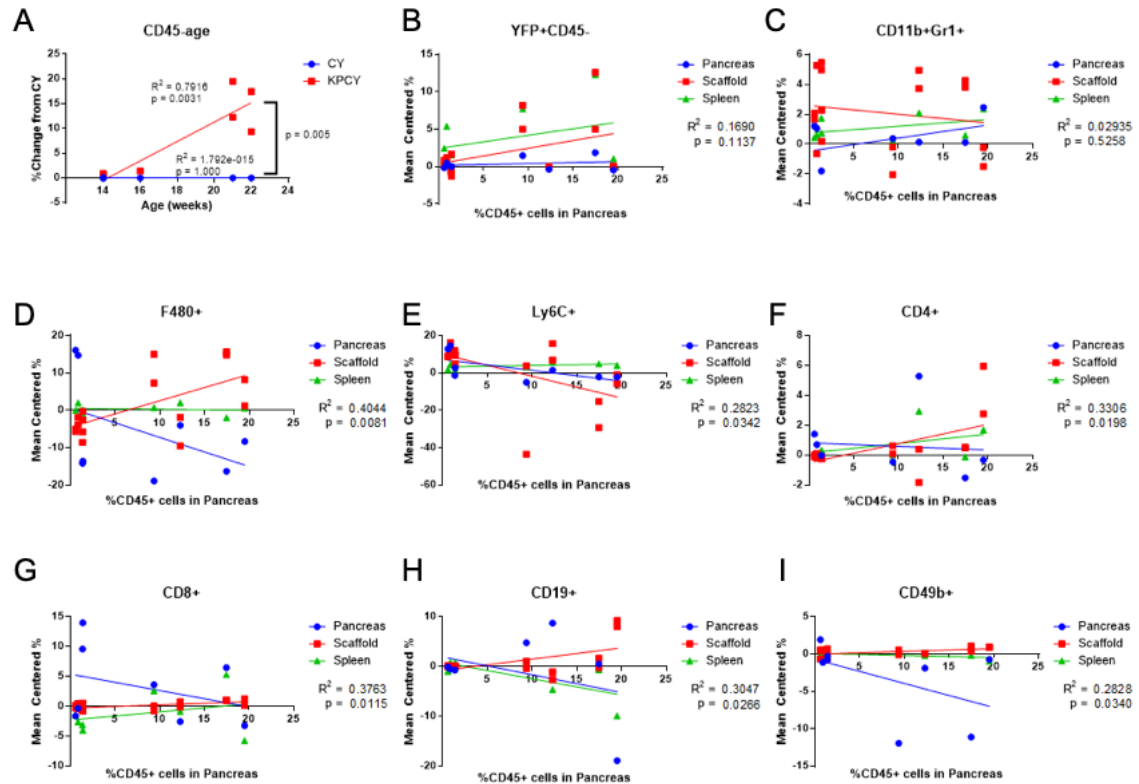 A
CD45-age
% Change from CY
25
20
15
10
5
0
-5
12
14
16
18
20
22
24
Age (weeks)
CY
KPCY
R² = 0.7916
p = 0.0031
R² = 1.792e-015
p = 1.000
p = 0.005
B
YFP+CD45-
Mean Centered %
15
10
5
0
-5
5
10
15
20
25
%CD45+ cells in Pancreas
Pancreas
Scaffold
Spleen
R² = 0.1690
p = 0.1137
C
CD11b+Gr1+
Mean Centered %
6
4
2
0
-2
-4
5
10
15
20
25
%CD45+ cells in Pancreas
Pancreas
Scaffold
Spleen
R² = 0.02935
p = 0.5258
D
F480+
Mean Centered %
20
10
0
-10
-20
5
10
15
20
25
%CD45+ cells in Pancreas
Pancreas
Scaffold
Spleen
R² = 0.4044
p = 0.0081
E
Ly6C+
Mean Centered %
20
0
-20
-40
-60
5
10
15
20
25
%CD45+ cells in Pancreas
Pancreas
Scaffold
Spleen
R² = 0.2823
p = 0.0342
F
CD4+
Mean Centered %
8
6
4
2
0
-2
5
10
15
20
25
%CD45+ cells in Pancreas
Pancreas
Scaffold
Spleen
R² = 0.3306
p = 0.0198
G
CD8+
Mean Centered %
15
10
5
0
-5
-10
5
10
15
20
25
%CD45+ cells in Pancreas
Pancreas
Scaffold
Spleen
R² = 0.3763
p = 0.0115
H
CD19+
Mean Centered %
10
0
-10
-20
5
10
15
20
25
%CD45+ cells in Pancreas
Pancreas
Scaffold
Spleen
R² = 0.3047
p = 0.0266
I
CD49b+
Mean Centered %
5
0
-5
-10
-15
5
10
15
20
25
%CD45+ cells in Pancreas
Pancreas
Scaffold
Spleen
R² = 0.2828
p = 0.0340